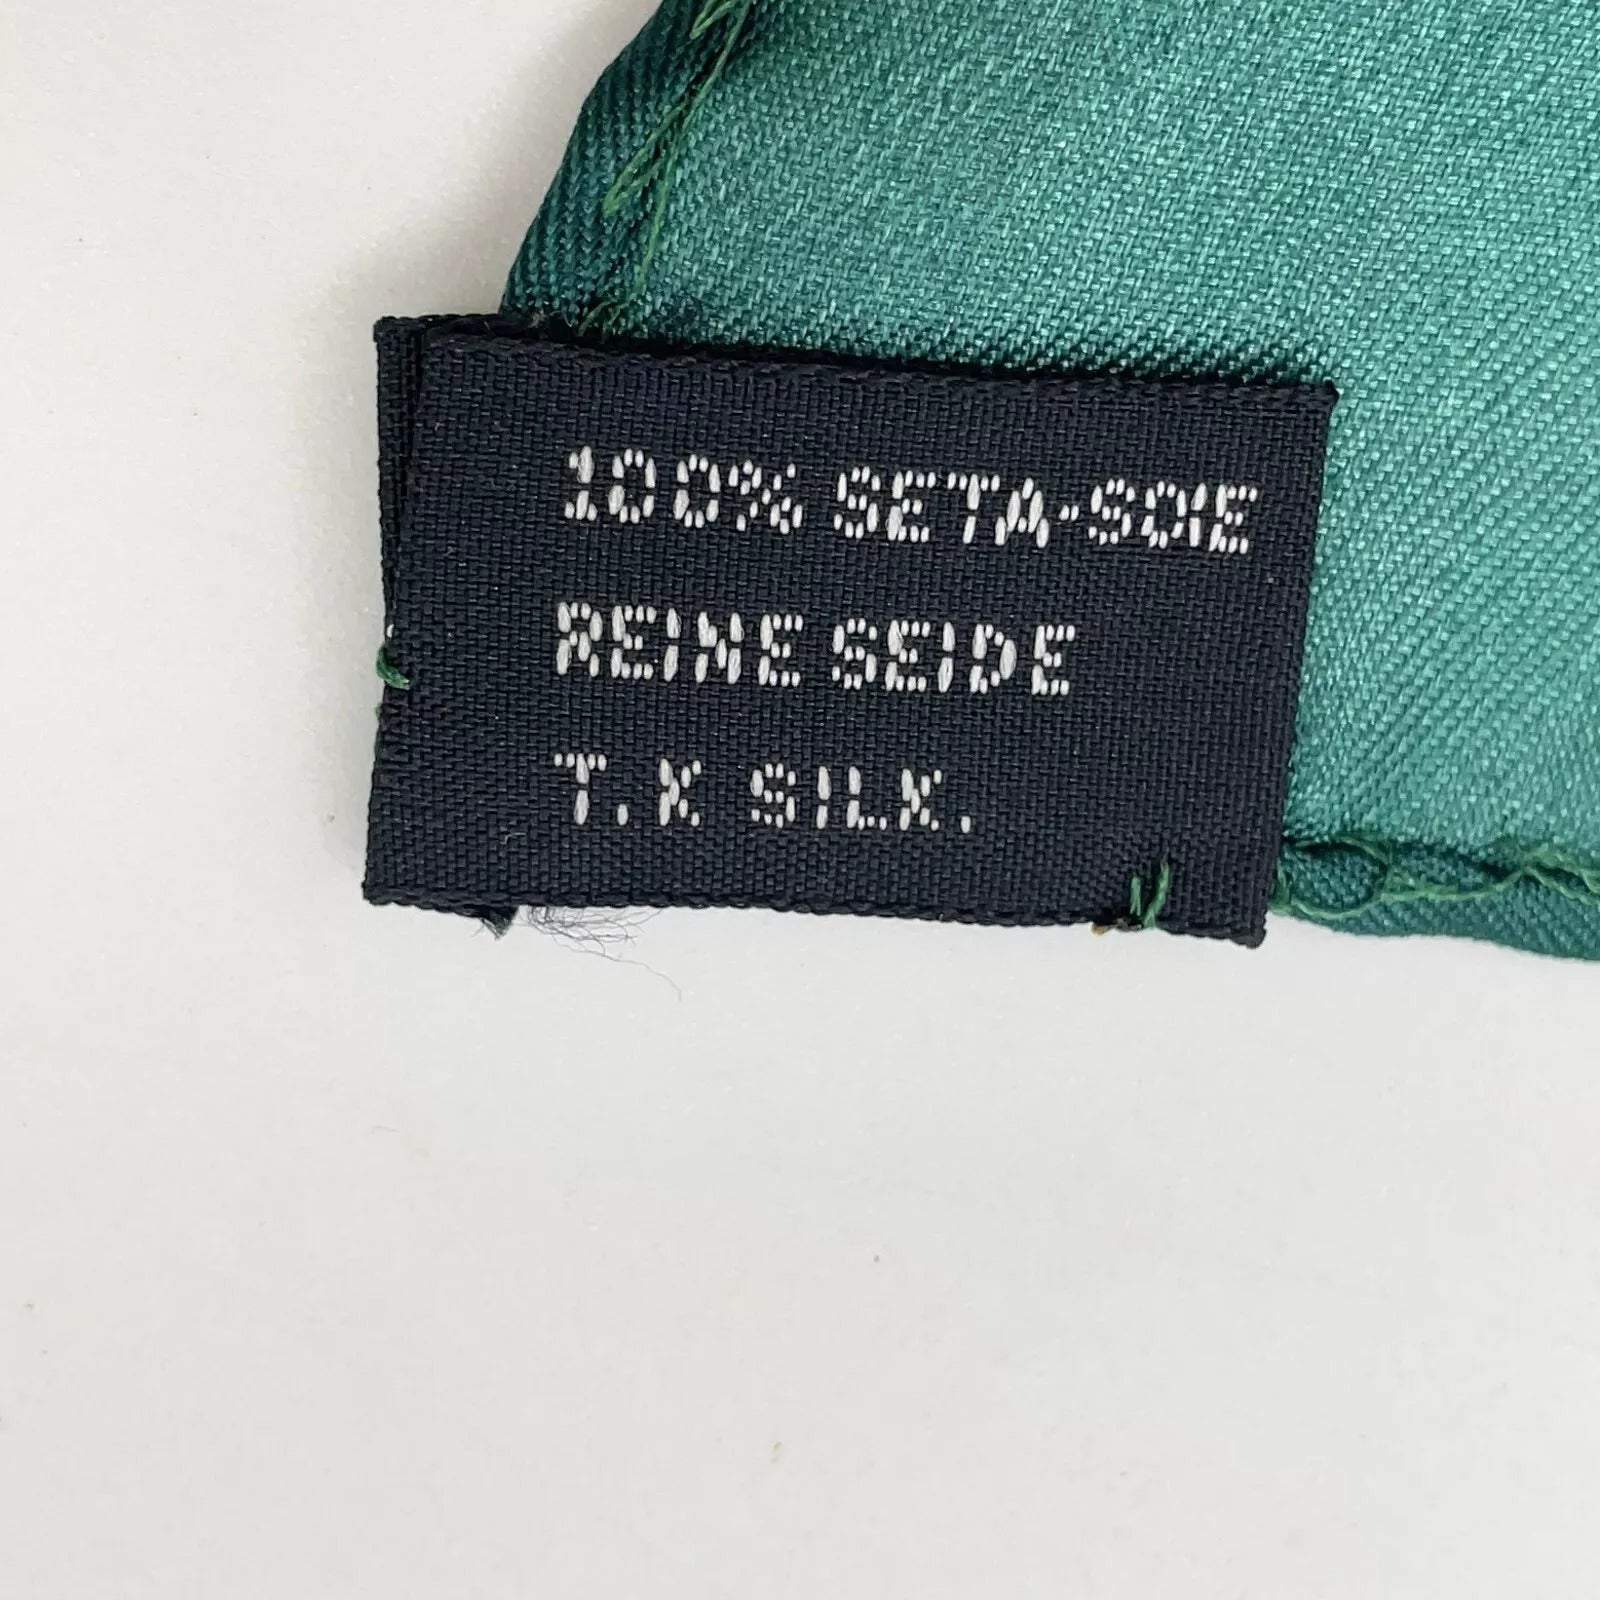 100% SETA-SOIE
REINE SEIDE
T.K SILK.